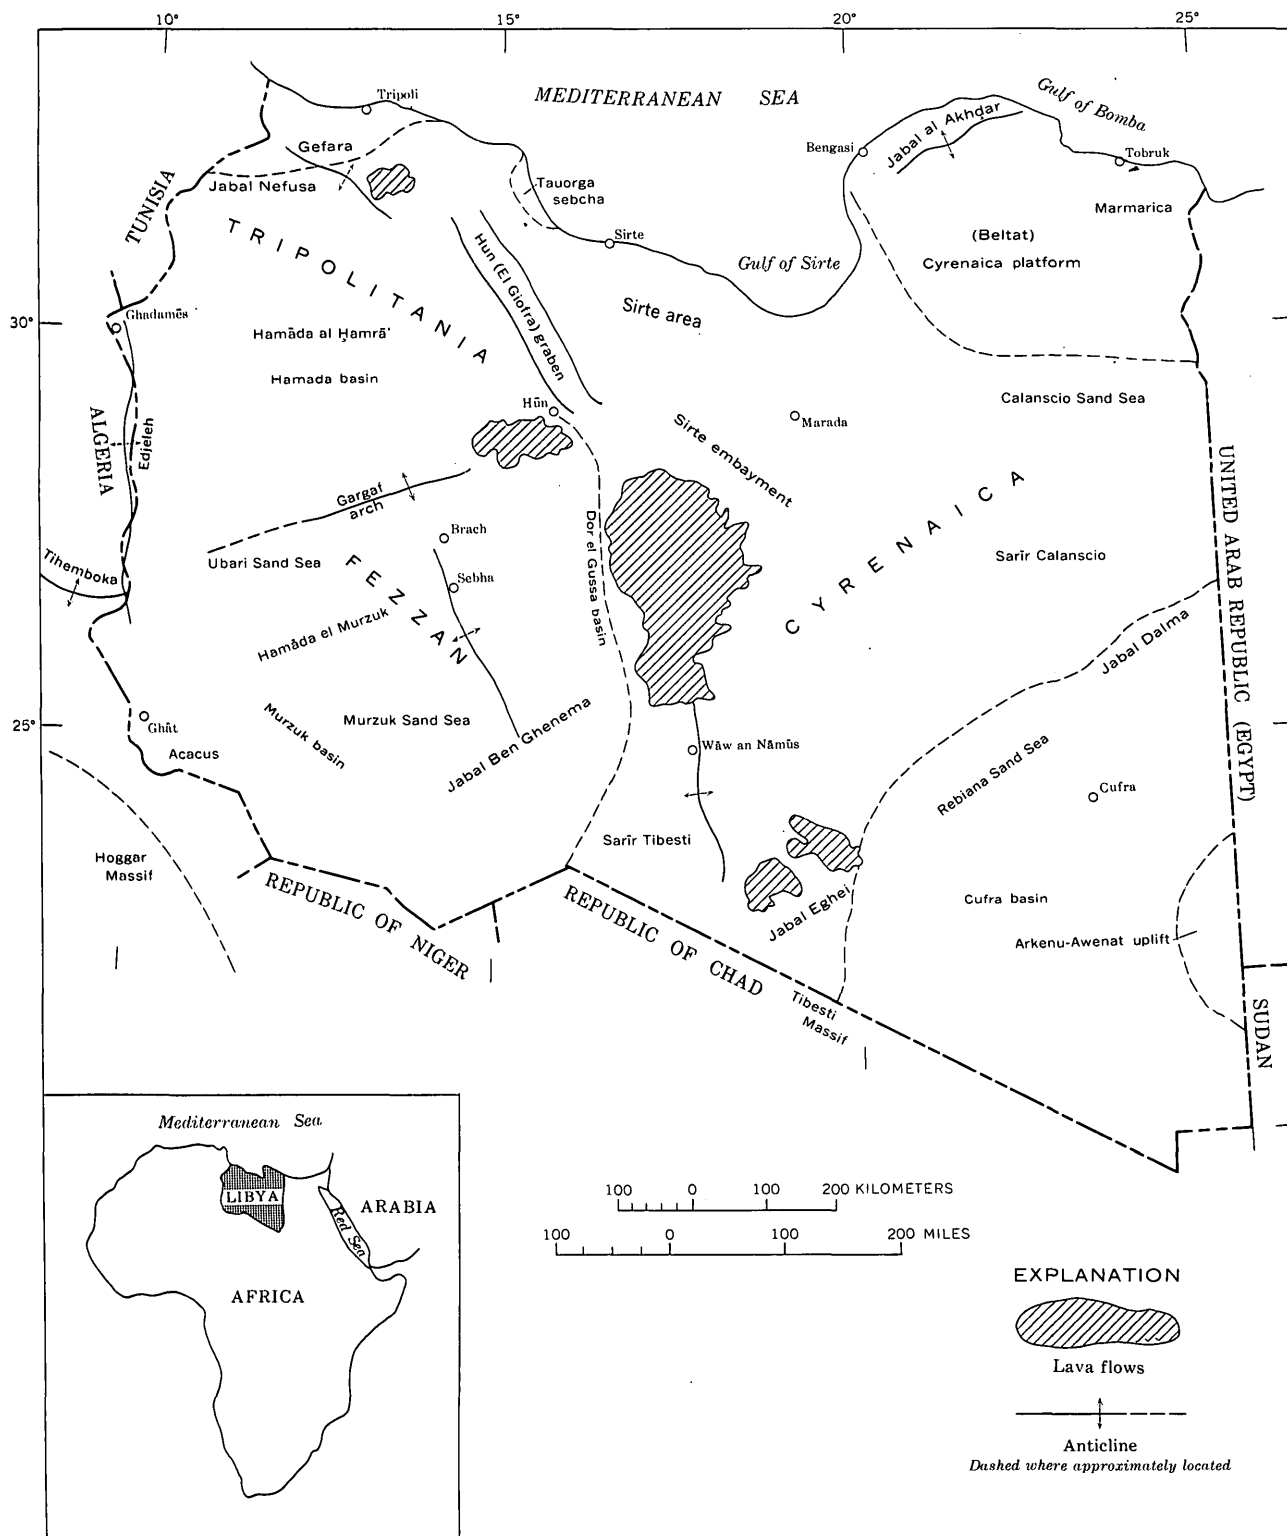 10°
15°
20°
25°
MEDITERRANEAN SEA
Gulf of Bomba
Tripoli
Jabal al Akhḍar
Bengasi
Tobruk
Gefara
Jabal Nefusa
TUNISIA
Tauorga
sebcha
Marmarica
TRIPOLITANIA
Sirte
(Beltat)
Cyrenaica platform
Hun (El Giofra) graben
Gulf of Sirte
Sirte area
30°
Ghadamēs
Hamāda al Ḥamrā'
Hamada basin
Hūn
Marada
Calanscio Sand Sea
ALGERIA
Edjeleh
Sirte embayment
Gargaf
arch
Brach
CYRENAICA
UNITED ARAB REPUBLIC (EGYPT)
Dor el Gussa basin
Sarīr Calanscio
Tihemboka
Ubari Sand Sea
FEZZAN
Sebha
Hamāda el Murzuk
Jabal Dalma
25°
Ghāt
Murzuk basin
Murzuk Sand Sea
Jabal Ben Ghenema
Acacus
Wāw an Nāmūs
Rebiana Sand Sea
Cufra
Hoggar
Massif
Sarīr Tibesti
REPUBLIC OF NIGER
REPUBLIC OF CHAD
Jabal Eghei
Cufra basin
Arkenu-Awenat uplift
Tibesti
Massif
SUDAN
Mediterranean Sea
LIBYA
ARABIA
Red Sea
AFRICA
100 0 100 200 KILOMETERS
100 0 100 200 MILES
EXPLANATION
Lava flows
Anticline
Dashed where approximately located